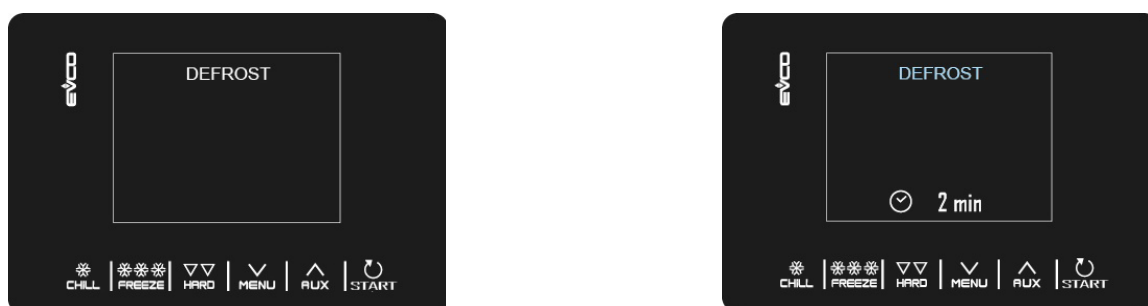 EVCO
DEFROST
CHILL FREEZE HARD MENU AUX START
EVCO
DEFROST
2 min
CHILL FREEZE HARD MENU AUX START